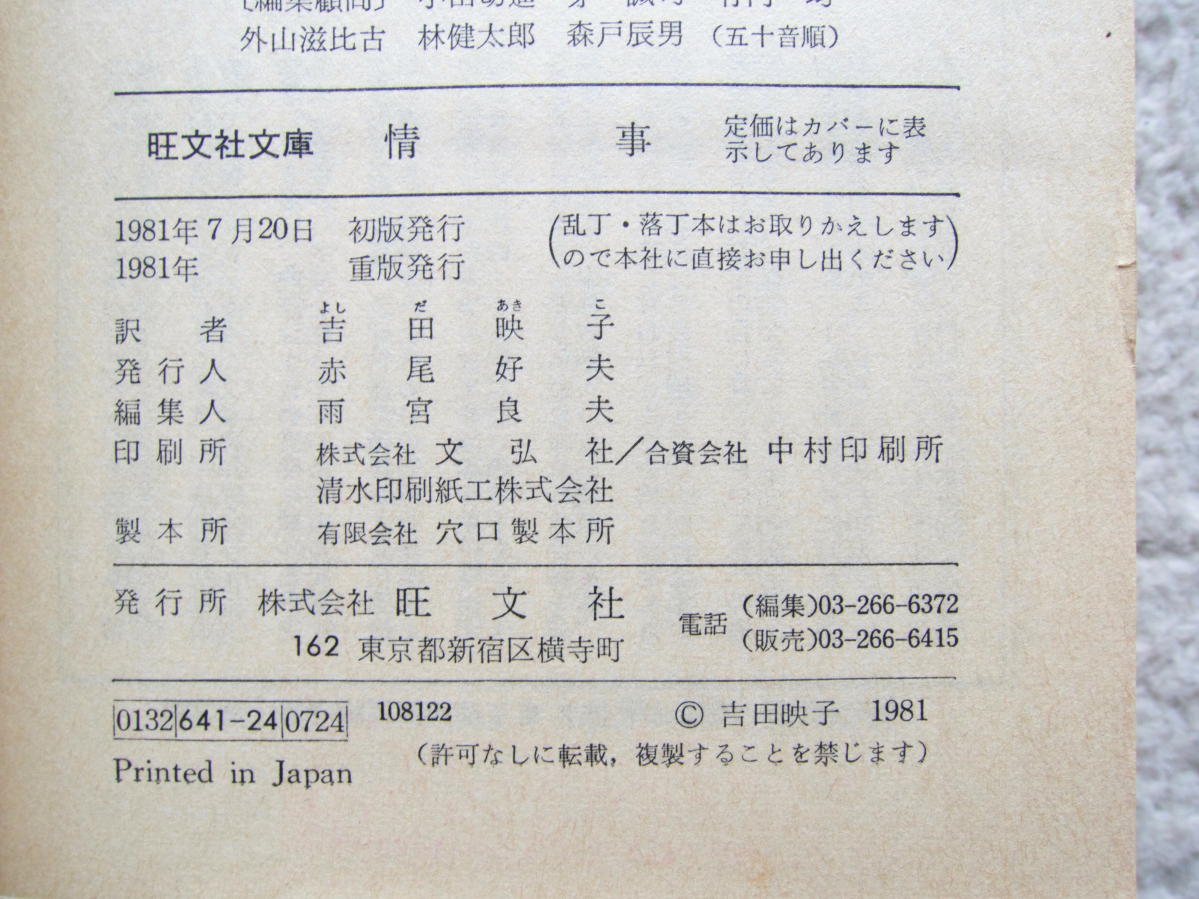 〔編集顧問〕
外山滋比古 林健太郎 森戸辰男 （五十音順）
旺文社文庫 情事 定価はカバーに表
示してあります
1981年7月20日 初版発行 （乱丁・落丁本はお取りかえします
1981年 重版発行 ので本社に直接お申し出ください）
よし だ あき こ
訳者 吉田映子
発行人 赤尾好夫
編集人 雨宮良夫
印刷所 株式会社 文弘社／合資会社 中村印刷所
清水印刷紙工株式会社
製本所 有限会社 穴口製本所
発行所 株式会社 旺文社 電話 （編集）03-266-6372
162 東京都新宿区横寺町 （販売）03-266-6415
0132|641-24|0724 108122 © 吉田映子 1981
（許可なしに転載，複製することを禁じます）
Printed in Japan